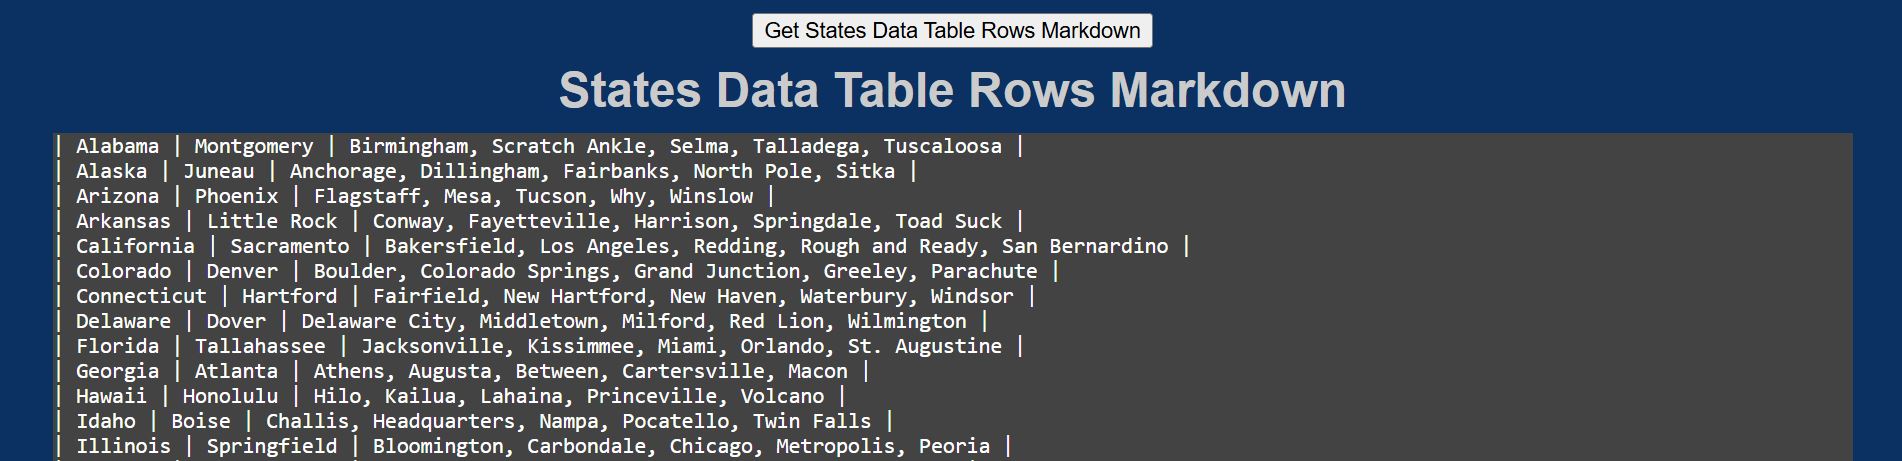 Get States Data Table Rows Markdown
States Data Table Rows Markdown
| Alabama | Montgomery | Birmingham, Scratch Ankle, Selma, Talladega, Tuscaloosa |
| Alaska | Juneau | Anchorage, Dillingham, Fairbanks, North Pole, Sitka |
| Arizona | Phoenix | Flagstaff, Mesa, Tucson, Why, Winslow |
| Arkansas | Little Rock | Conway, Fayetteville, Harrison, Springdale, Toad Suck |
| California | Sacramento | Bakersfield, Los Angeles, Redding, Rough and Ready, San Bernardino |
| Colorado | Denver | Boulder, Colorado Springs, Grand Junction, Greeley, Parachute |
| Connecticut | Hartford | Fairfield, New Hartford, New Haven, Waterbury, Windsor |
| Delaware | Dover | Delaware City, Middletown, Milford, Red Lion, Wilmington |
| Florida | Tallahassee | Jacksonville, Kissimmee, Miami, Orlando, St. Augustine |
| Georgia | Atlanta | Athens, Augusta, Between, Cartersville, Macon |
| Hawaii | Honolulu | Hilo, Kailua, Lahaina, Princeville, Volcano |
| Idaho | Boise | Challis, Headquarters, Nampa, Pocatello, Twin Falls |
| Illinois | Springfield | Bloomington, Carbondale, Chicago, Metropolis, Peoria |